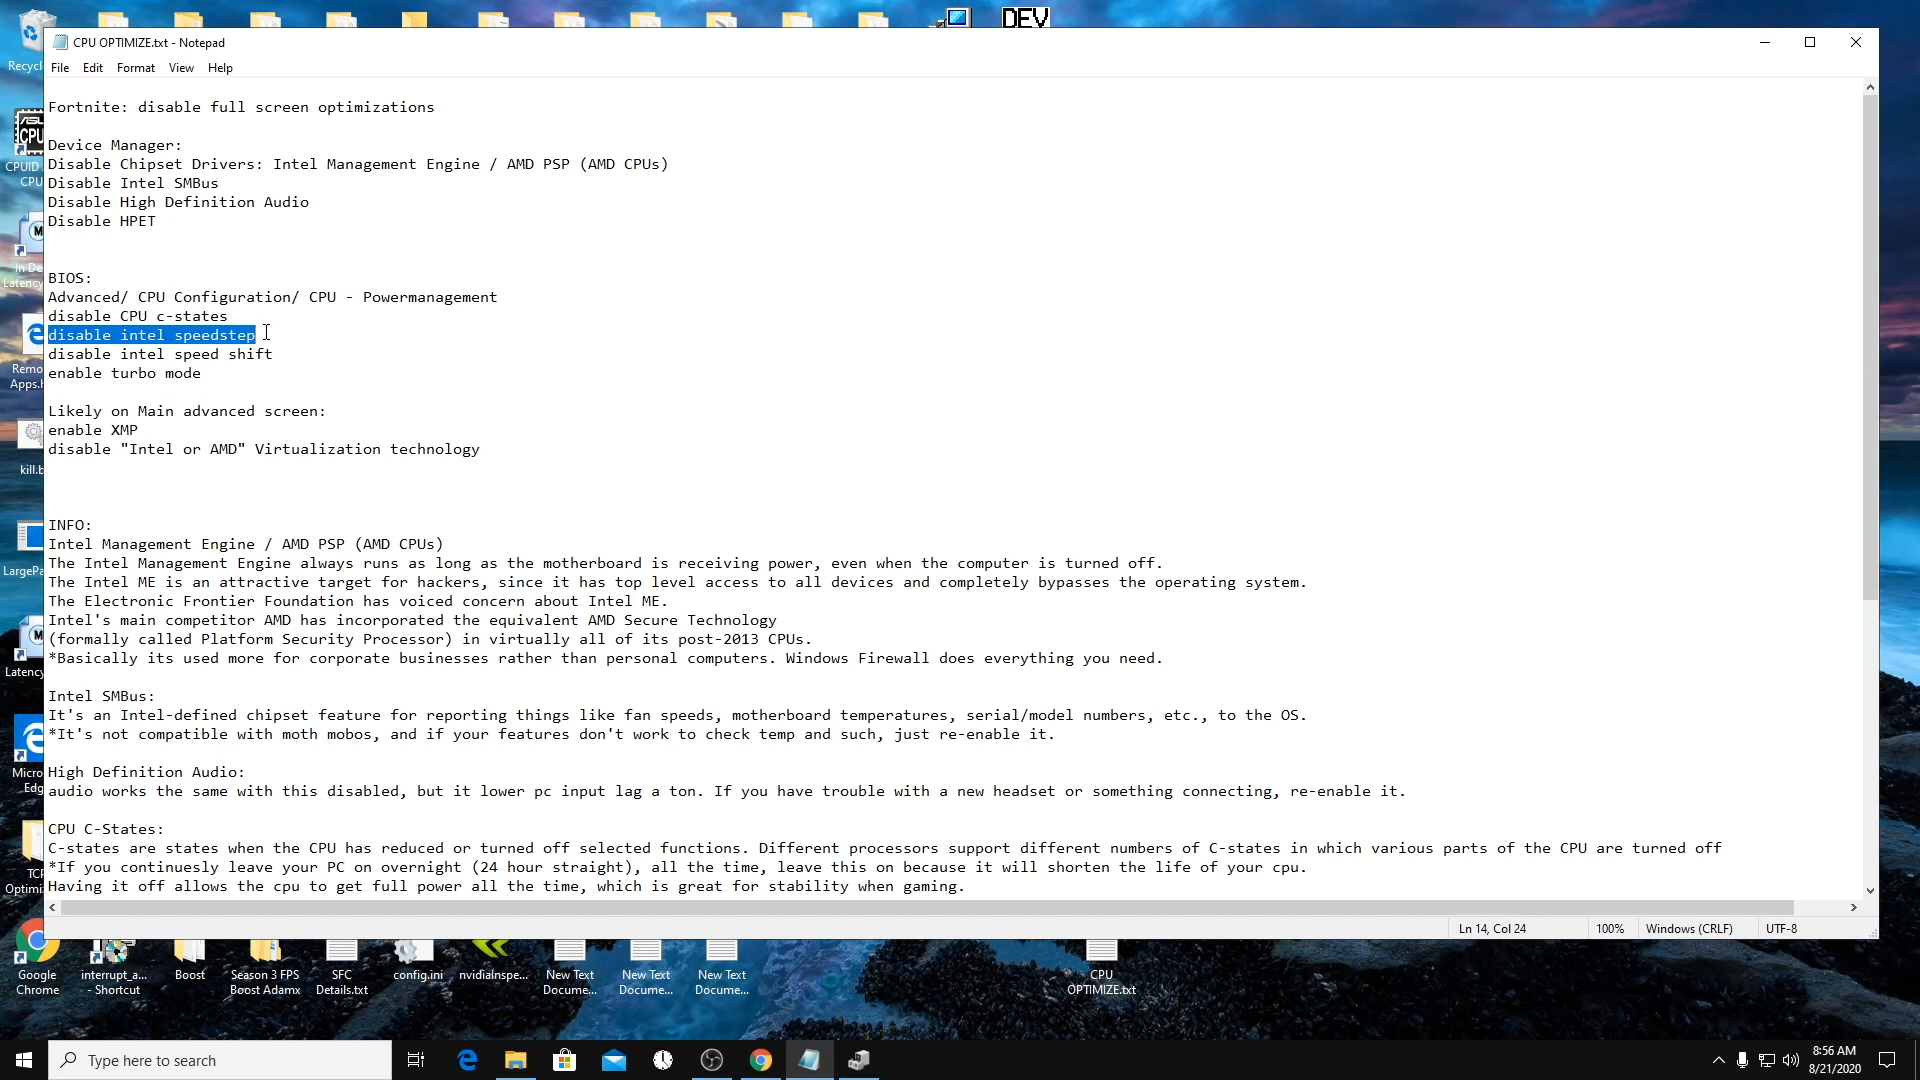 DEV
CPU OPTIMIZE.txt - Notepad
File Edit Format View Help
Fortnite: disable full screen optimizations
Device Manager:
Disable Chipset Drivers: Intel Management Engine / AMD PSP (AMD CPUs)
Disable Intel SMBus
Disable High Definition Audio
Disable HPET
BIOS:
Advanced/ CPU Configuration/ CPU - Powermanagement
disable CPU c-states
disable intel speedstep
disable intel speed shift
enable turbo mode
Likely on Main advanced screen:
enable XMP
disable "Intel or AMD" Virtualization technology
INFO:
Intel Management Engine / AMD PSP (AMD CPUs)
The Intel Management Engine always runs as long as the motherboard is receiving power, even when the computer is turned off.
The Intel ME is an attractive target for hackers, since it has top level access to all devices and completely bypasses the operating system.
The Electronic Frontier Foundation has voiced concern about Intel ME.
Intel's main competitor AMD has incorporated the equivalent AMD Secure Technology
(formally called Platform Security Processor) in virtually all of its post-2013 CPUs.
*Basically its used more for corporate businesses rather than personal computers. Windows Firewall does everything you need.
Intel SMBus:
It's an Intel-defined chipset feature for reporting things like fan speeds, motherboard temperatures, serial/model numbers, etc., to the OS.
*It's not compatible with moth mobos, and if your features don't work to check temp and such, just re-enable it.
High Definition Audio:
audio works the same with this disabled, but it lower pc input lag a ton. If you have trouble with a new headset or something connecting, re-enable it.
CPU C-States:
C-states are states when the CPU has reduced or turned off selected functions. Different processors support different numbers of C-states in which various parts of the CPU are turned off
*If you continuesly leave your PC on overnight (24 hour straight), all the time, leave this on because it will shorten the life of your cpu.
Having it off allows the cpu to get full power all the time, which is great for stability when gaming.
Ln 14, Col 24
100%
Windows (CRLF)
UTF-8
Recycl
CPUID
CPU
In De
Latency
Remo
Apps.h
kill.b
LargePa
Latency
Micro
Edg
TCP
Optimi
Google
Chrome
interrupt_a...
- Shortcut
Boost
Season 3 FPS
Boost Adamx
SFC
Details.txt
config.ini
nvidiaInspe...
New Text
Docume...
New Text
Docume...
New Text
Docume...
CPU
OPTIMIZE.txt
Type here to search
8:56 AM
8/21/2020